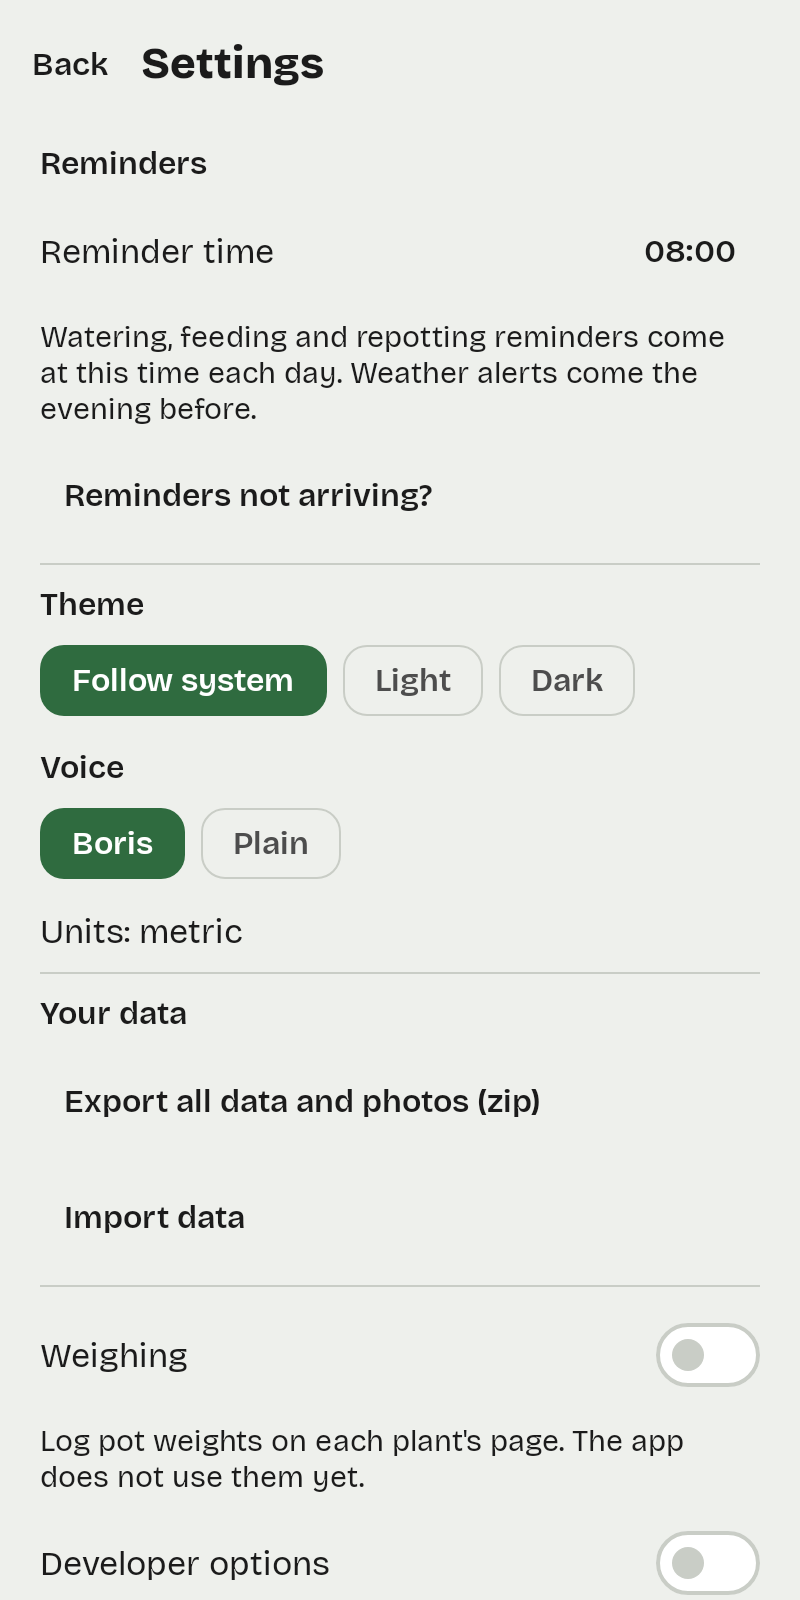 Back Settings
Reminders
Reminder time 08:00
Watering, feeding and repotting reminders come
at this time each day. Weather alerts come the
evening before.
Reminders not arriving?
Theme
Follow system Light Dark
Voice
Boris Plain
Units: metric
Your data
Export all data and photos (zip)
Import data
Weighing
Log pot weights on each plant's page. The app
does not use them yet.
Developer options